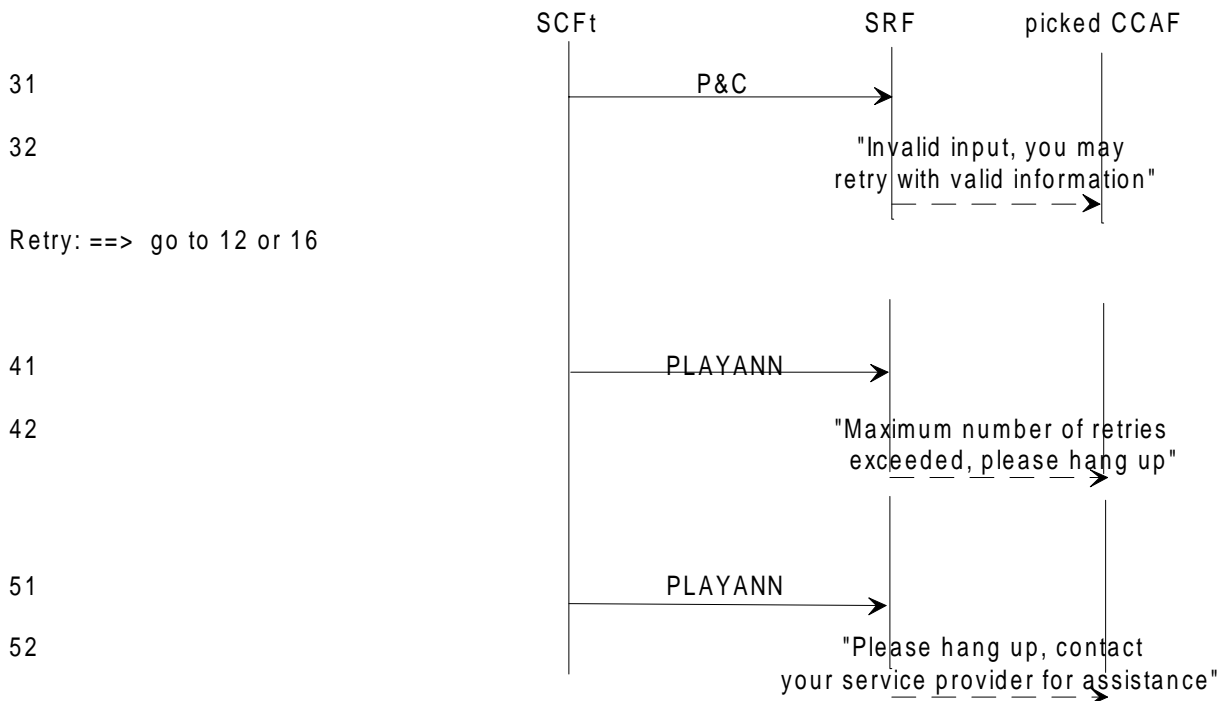 SCFt SRF picked CCAF
31 P&C
32 "Invalid input, you may
retry with valid information"
Retry: ==> go to 12 or 16
41 PLAYANN
42 "Maximum number of retries
exceeded, please hang up"
51 PLAYANN
52 "Please hang up, contact
your service provider for assistance"